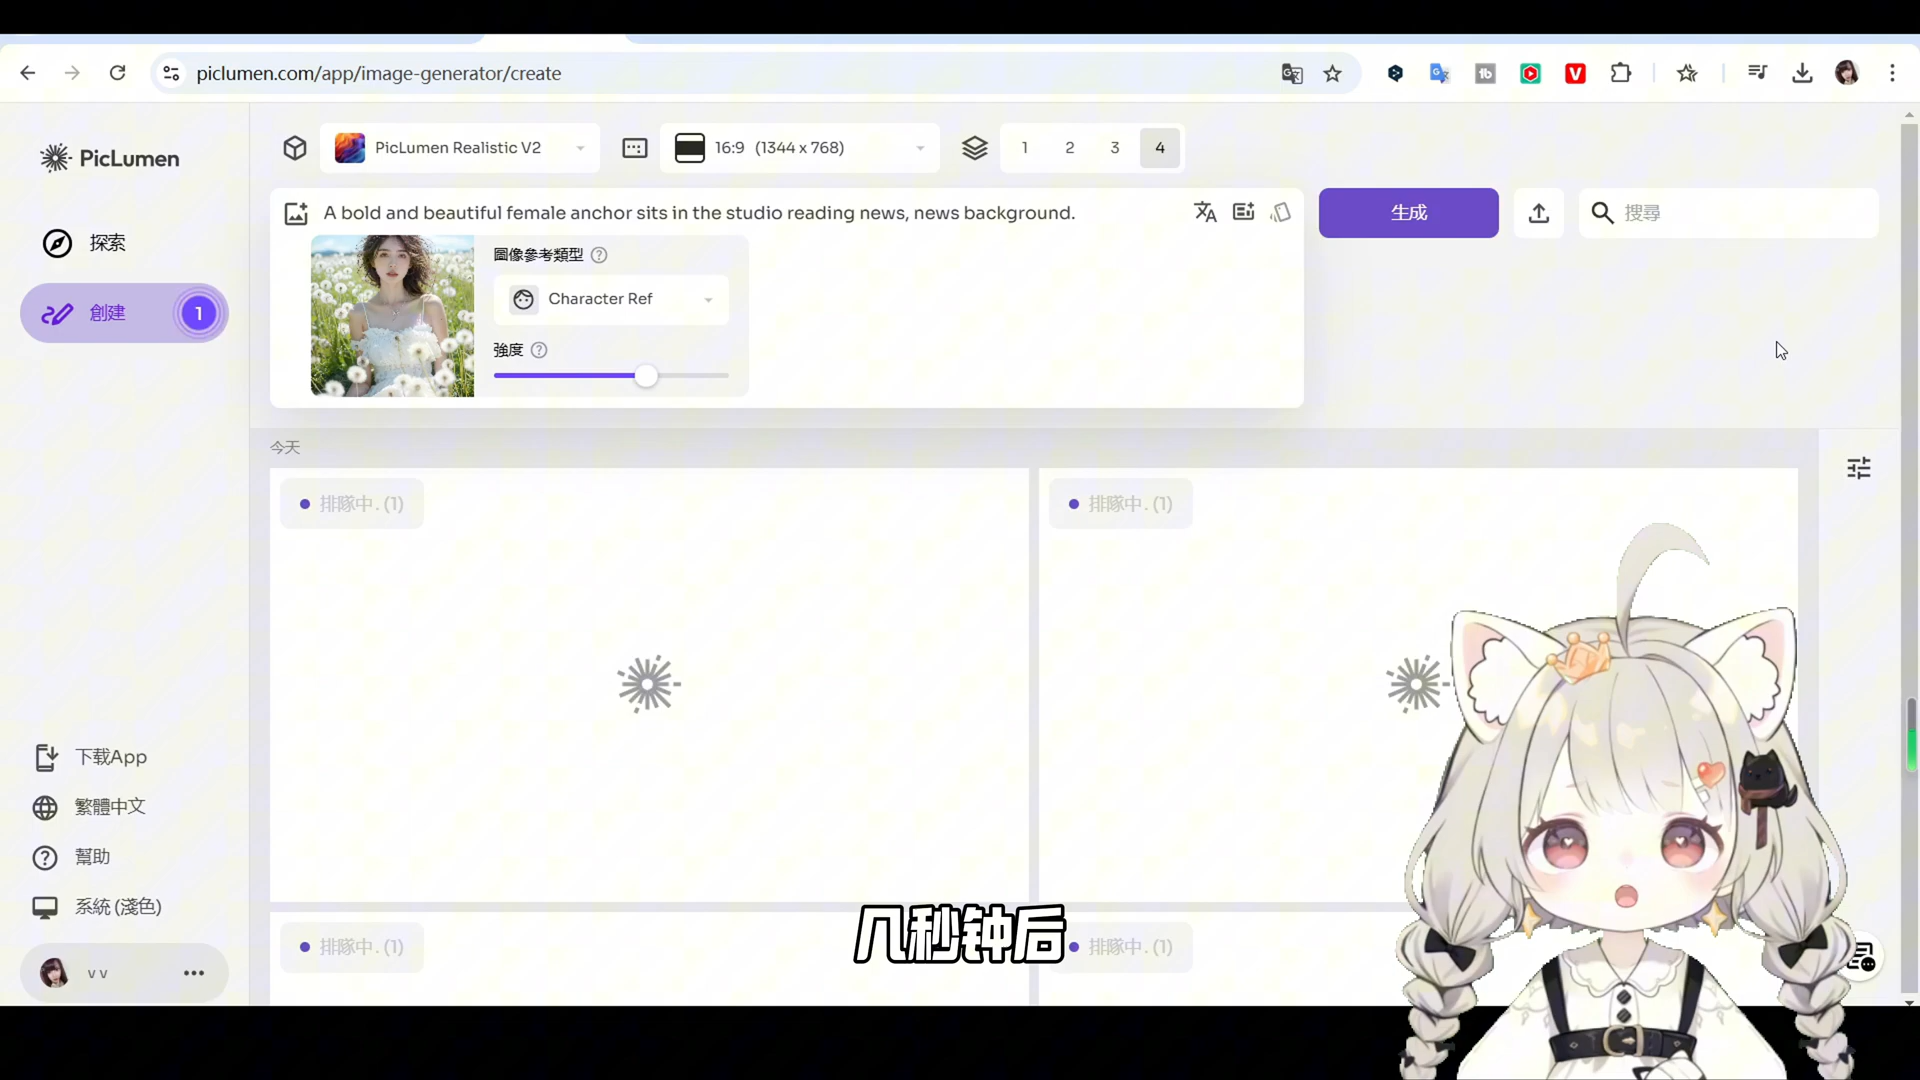 piclumen.com/app/image-generator/create
PicLumen
PicLumen Realistic V2
16:9 (1344 x 768)
1
2
3
4
A bold and beautiful female anchor sits in the studio reading news, news background.
生成
搜尋
探索
創建
1
圖像參考類型
Character Ref
強度
今天
排隊中. (1)
排隊中. (1)
下载App
繁體中文
幫助
系統 (淺色)
几秒钟后
排隊中. (1)
排隊中. (1)
v v